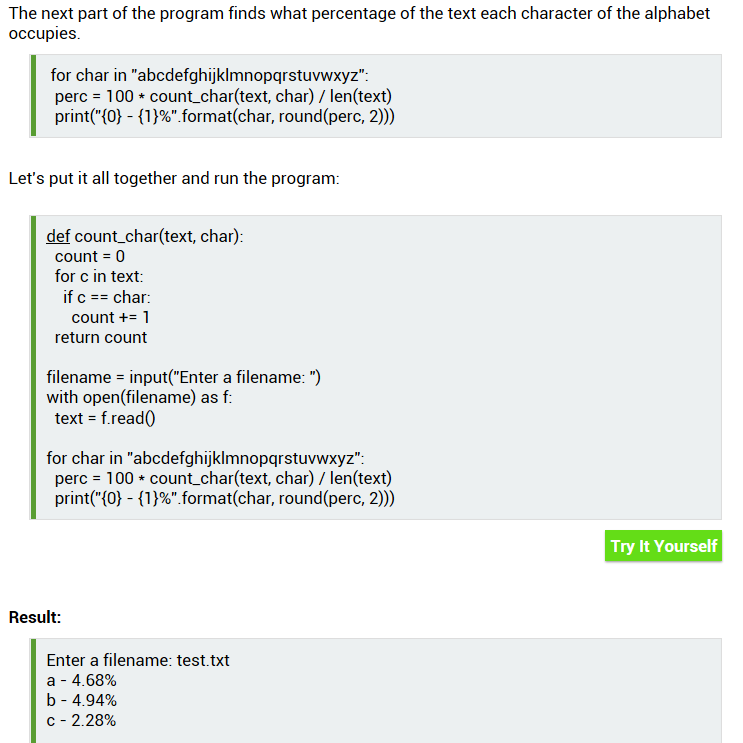 The next part of the program finds what percentage of the text each character of the alphabet
occupies.
for char in "abcdefghijklmnopqrstuvwxyz":
perc = 100 * count_char(text, char) / len(text)
print("{0} - {1}%".format(char, round(perc, 2)))
Let's put it all together and run the program:
def count_char(text, char):
count = 0
for c in text:
if c == char:
count += 1
return count
filename = input("Enter a filename: ")
with open(filename) as f:
text = f.read()
for char in "abcdefghijklmnopqrstuvwxyz":
perc = 100 * count_char(text, char) / len(text)
print("{0} - {1}%".format(char, round(perc, 2)))
Try It Yourself
Result:
Enter a filename: test.txt
a - 4.68%
b - 4.94%
c - 2.28%